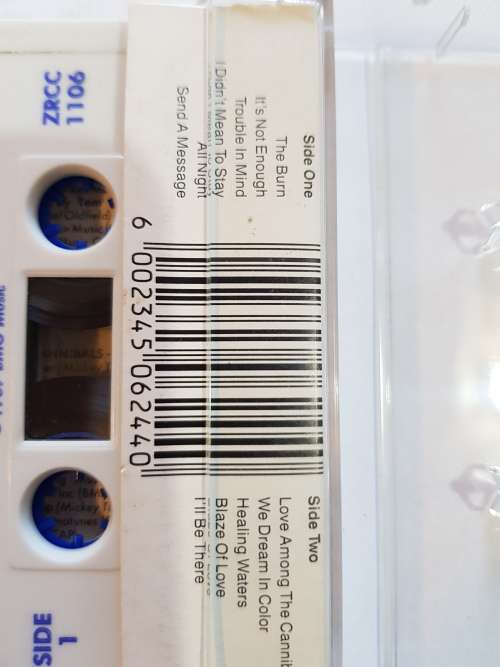 ZRCC
1106
SIDE
1
Side One
The Burn
It's Not Enough
Trouble In Mind
I Didn't Mean To Stay
All Night
Send A Message
6 002345 062440
Side Two
Love Among The Cannib
We Dream In Color
Healing Waters
Blaze Of Love
I'll Be There